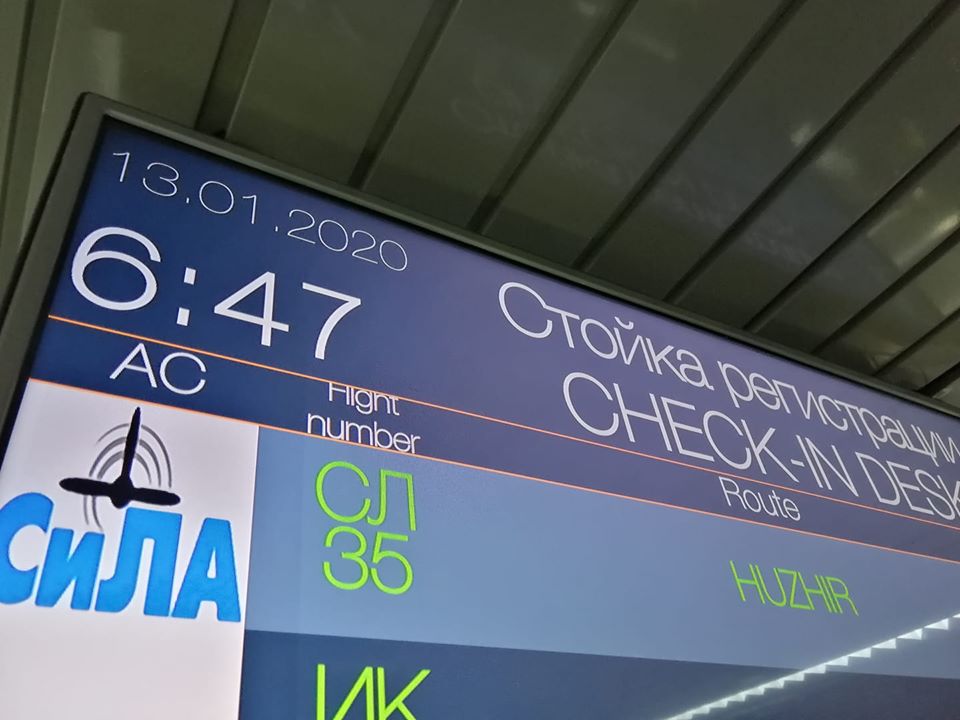 13.01.2020
6:47
Стойка регистрации
CHECK-IN DESK
AC
Flight
number
Route
СиЛА
СЛ
35
HUZHIR
ИК